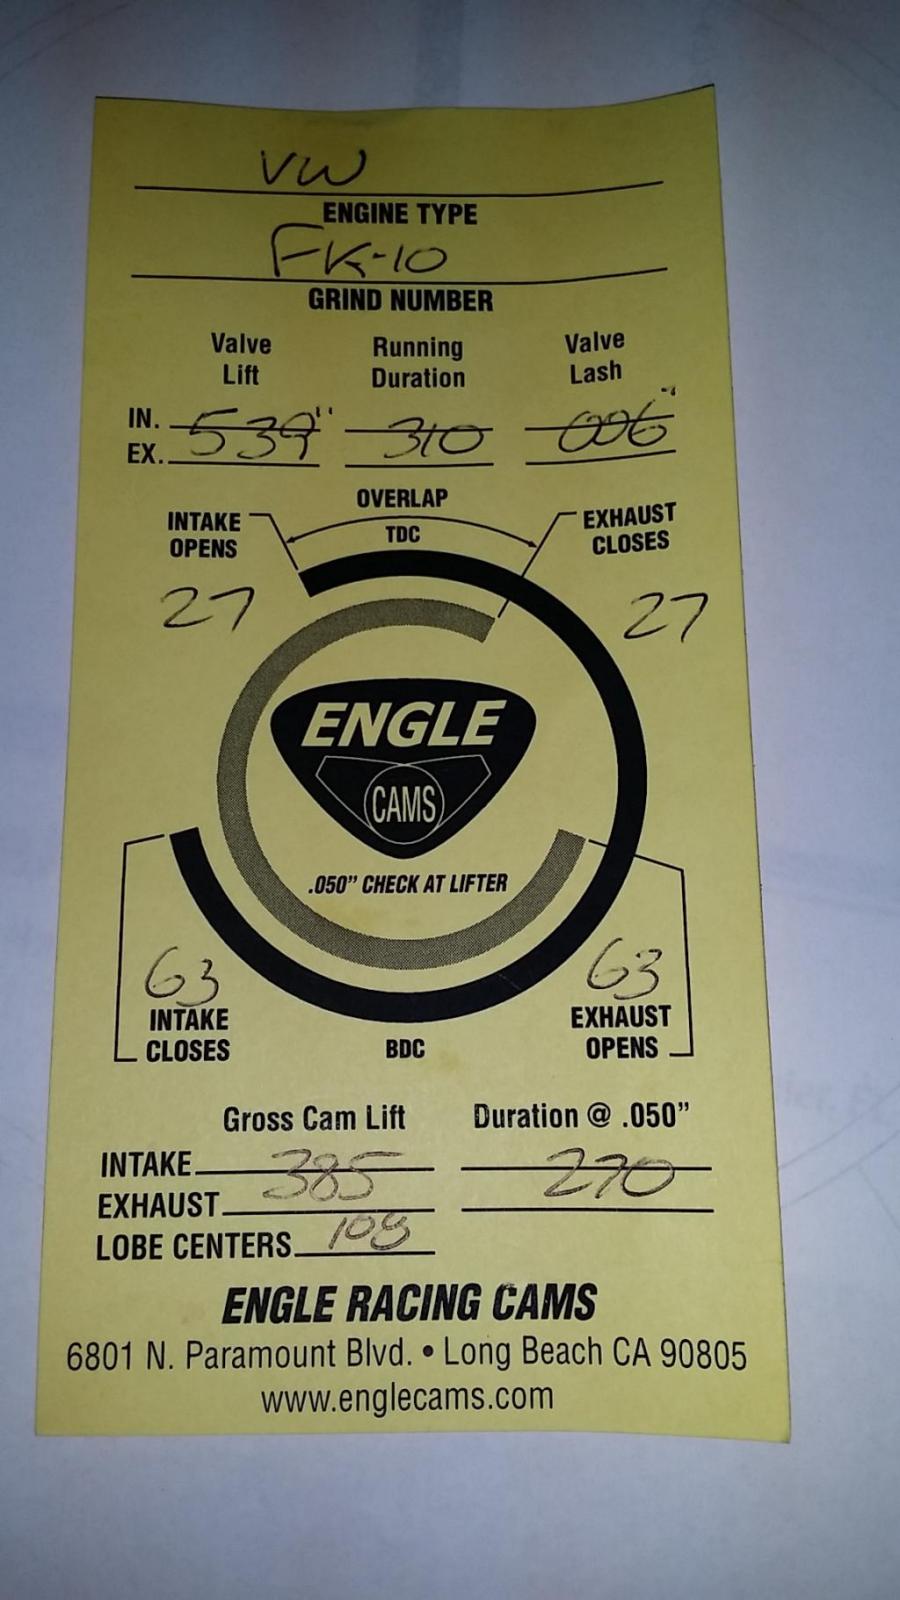 VW
ENGINE TYPE
FK-10
GRIND NUMBER
Valve Lift Running Duration Valve Lash
IN. 539" 310 006"
EX.
OVERLAP
INTAKE OPENS TDC EXHAUST CLOSES
27 27
ENGLE
CAMS
.050" CHECK AT LIFTER
63 63
INTAKE CLOSES BDC EXHAUST OPENS
Gross Cam Lift Duration @ .050"
INTAKE 385 270
EXHAUST
LOBE CENTERS 108
ENGLE RACING CAMS
6801 N. Paramount Blvd. • Long Beach CA 90805
www.englecams.com